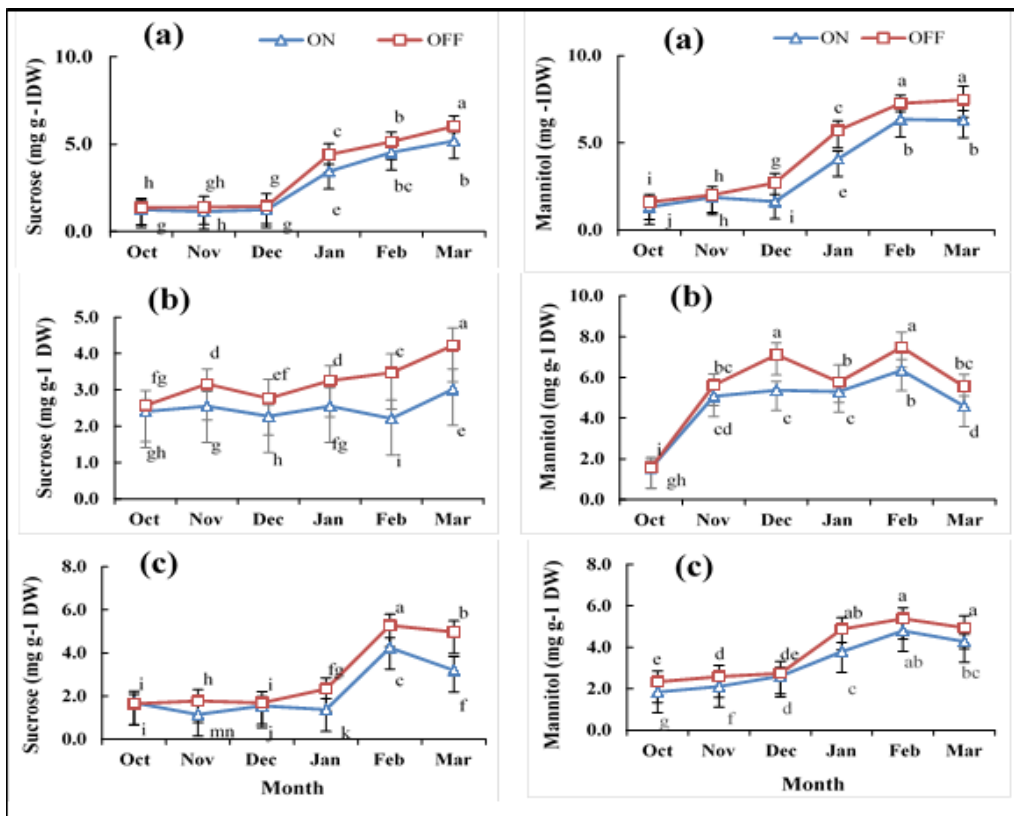 (a)
ON
OFF
Sucrose (mg g -1DW)
10.0
5.0
0.0
h
gh
g
c
b
a
g
h
g
e
bc
b
Oct Nov Dec Jan Feb Mar
(a)
ON
OFF
Mannitol (mg -1DW)
10.0
5.0
0.0
i
h
g
c
a
a
j
h
i
e
b
b
Oct Nov Dec Jan Feb Mar
(b)
Sucrose (mg g-1 DW)
5.0
4.0
3.0
2.0
1.0
0.0
fg
d
ef
d
c
a
gh
g
h
fg
i
e
Oct Nov Dec Jan Feb Mar
(b)
Mannitol (mg g-1 DW)
10.0
8.0
6.0
4.0
2.0
0.0
i
bc
a
b
a
bc
gh
cd
c
c
b
d
Oct Nov Dec Jan Feb Mar
(c)
Sucrose (mg g-1 DW)
8.0
6.0
4.0
2.0
0.0
i
h
i
fg
a
b
i
mn
j
k
c
f
Oct Nov Dec Jan Feb Mar
Month
(c)
Mannitol (mg g-1 DW)
8.0
6.0
4.0
2.0
0.0
e
d
de
ab
a
a
g
f
d
c
ab
bc
Oct Nov Dec Jan Feb Mar
Month